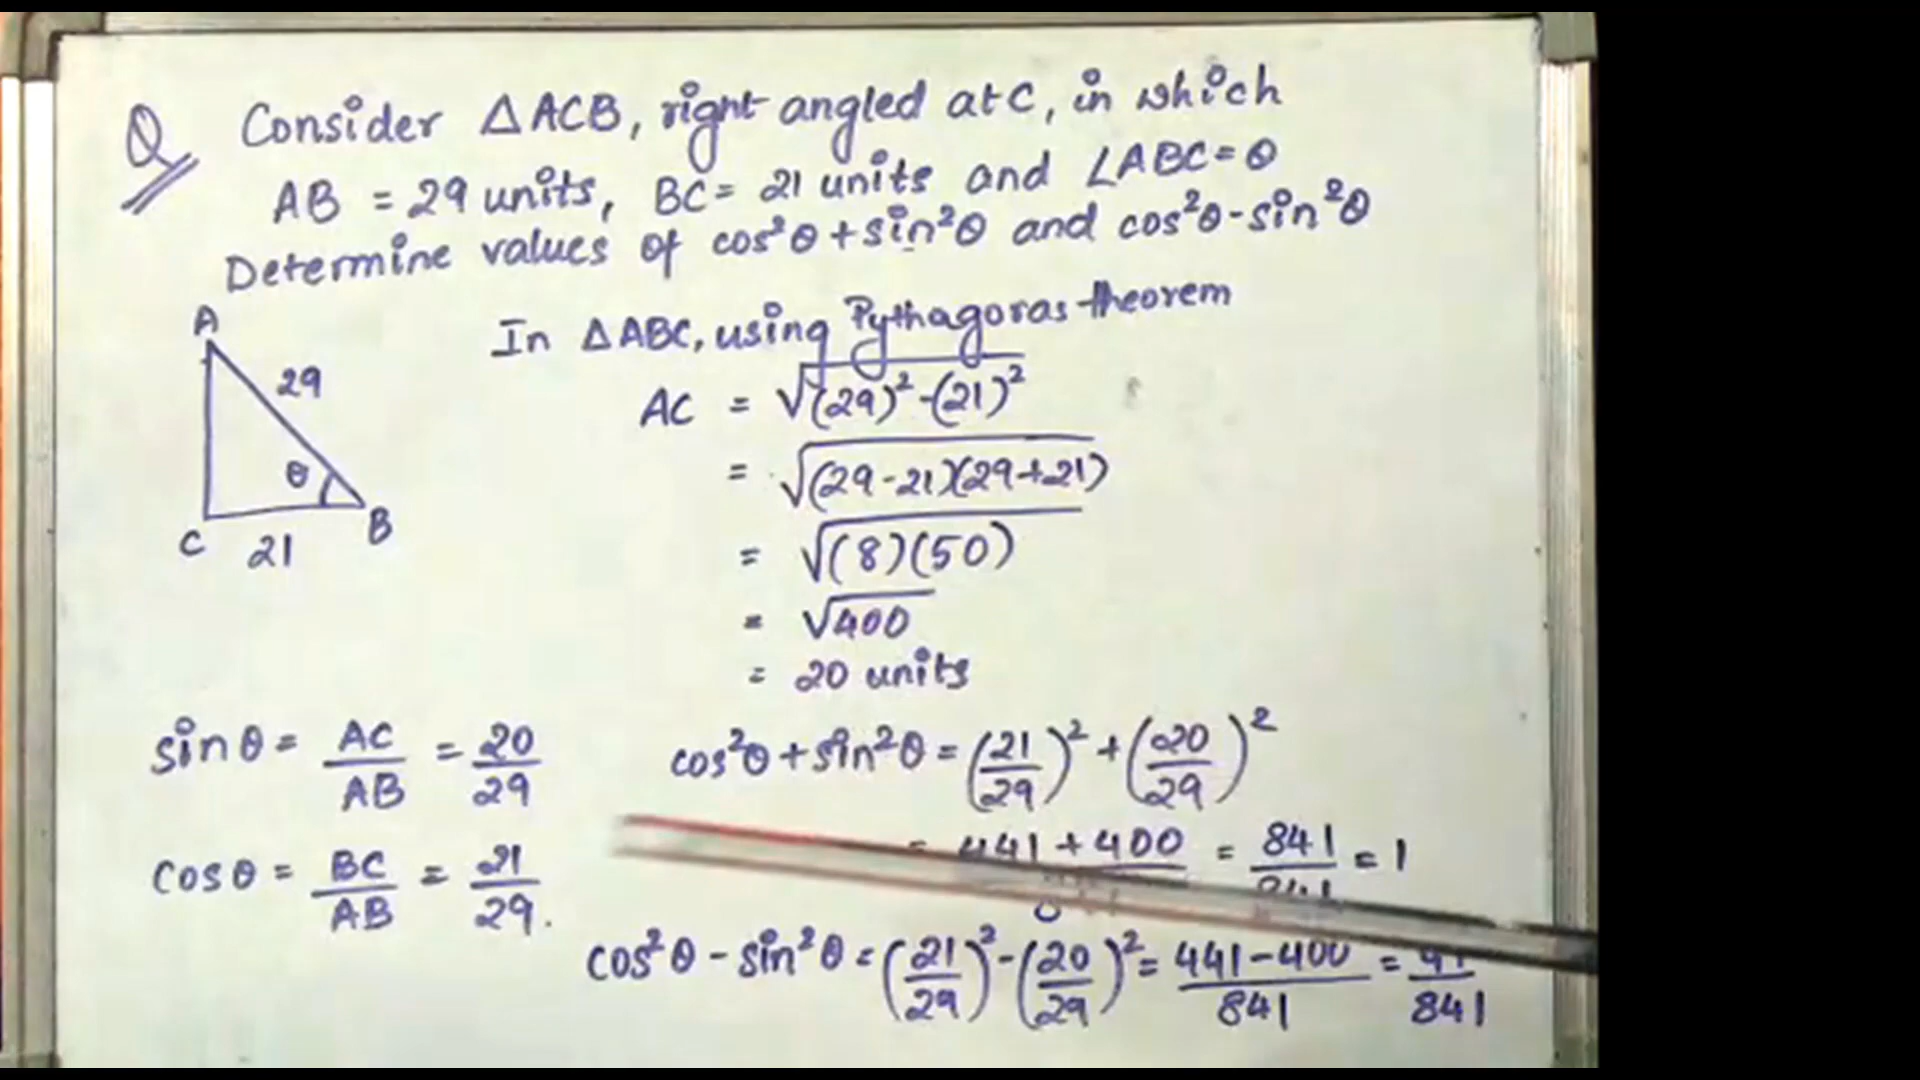 Q Consider △ACB, right angled at C, in which
AB = 29 units, BC = 21 units and ∠ABC = θ
Determine values of cos²θ + sin²θ and cos²θ - sin²θ
A
29
θ
C
21
B
In △ABC, using Pythagoras theorem
AC = √(29)² - (21)²
= √(29-21)(29+21)
= √(8)(50)
= √400
= 20 units
sinθ = AC/AB = 20/29
cosθ = BC/AB = 21/29.
cos²θ + sin²θ = (21/29)² + (20/29)²
= 441 + 400 = 841/841 = 1
cos²θ - sin²θ = (21/29)² - (20/29)² = 441-400/841 = 41/841